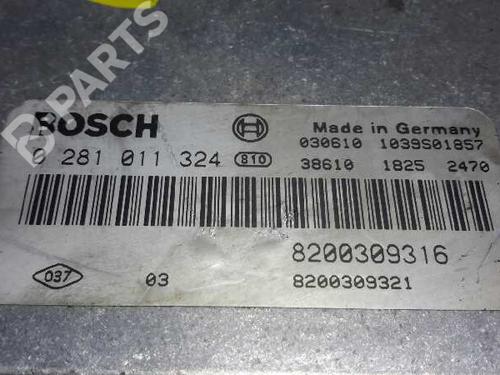 B-PARTS
BOSCH
Made in Germany
0 281 011 324 810
030610 1039S01857
38610 1825 2470
8200309316
037 03 8200309321